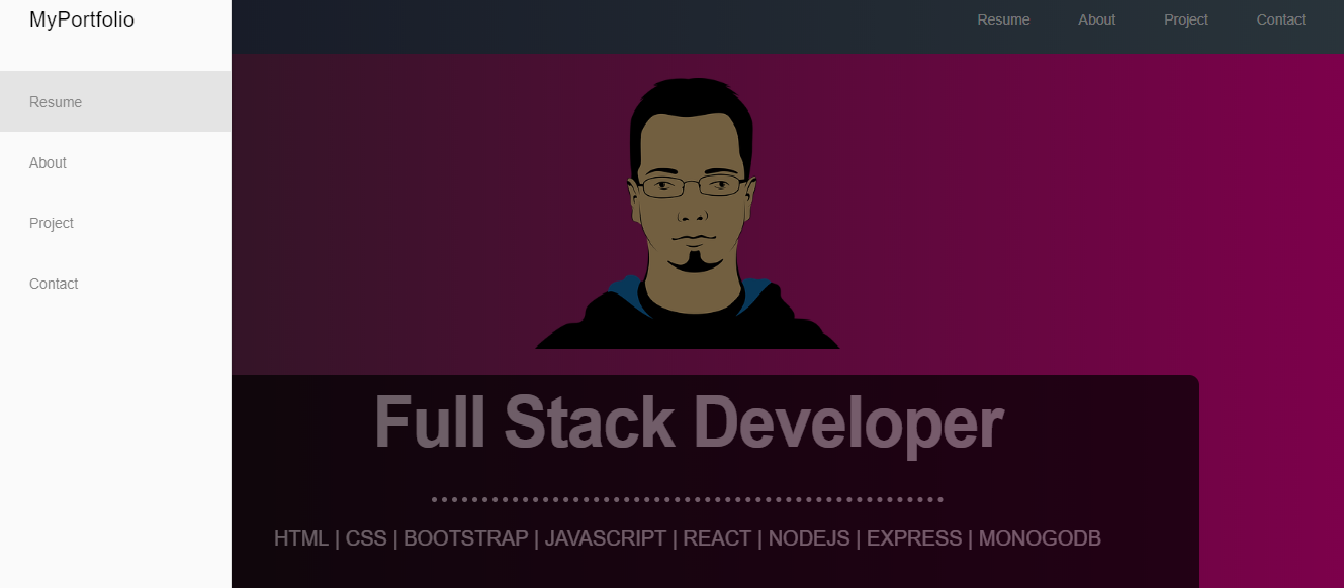 MyPortfolio
Resume About Project Contact
Resume
About
Project
Contact
Full Stack Developer
HTML | CSS | BOOTSTRAP | JAVASCRIPT | REACT | NODEJS | EXPRESS | MONOGODB